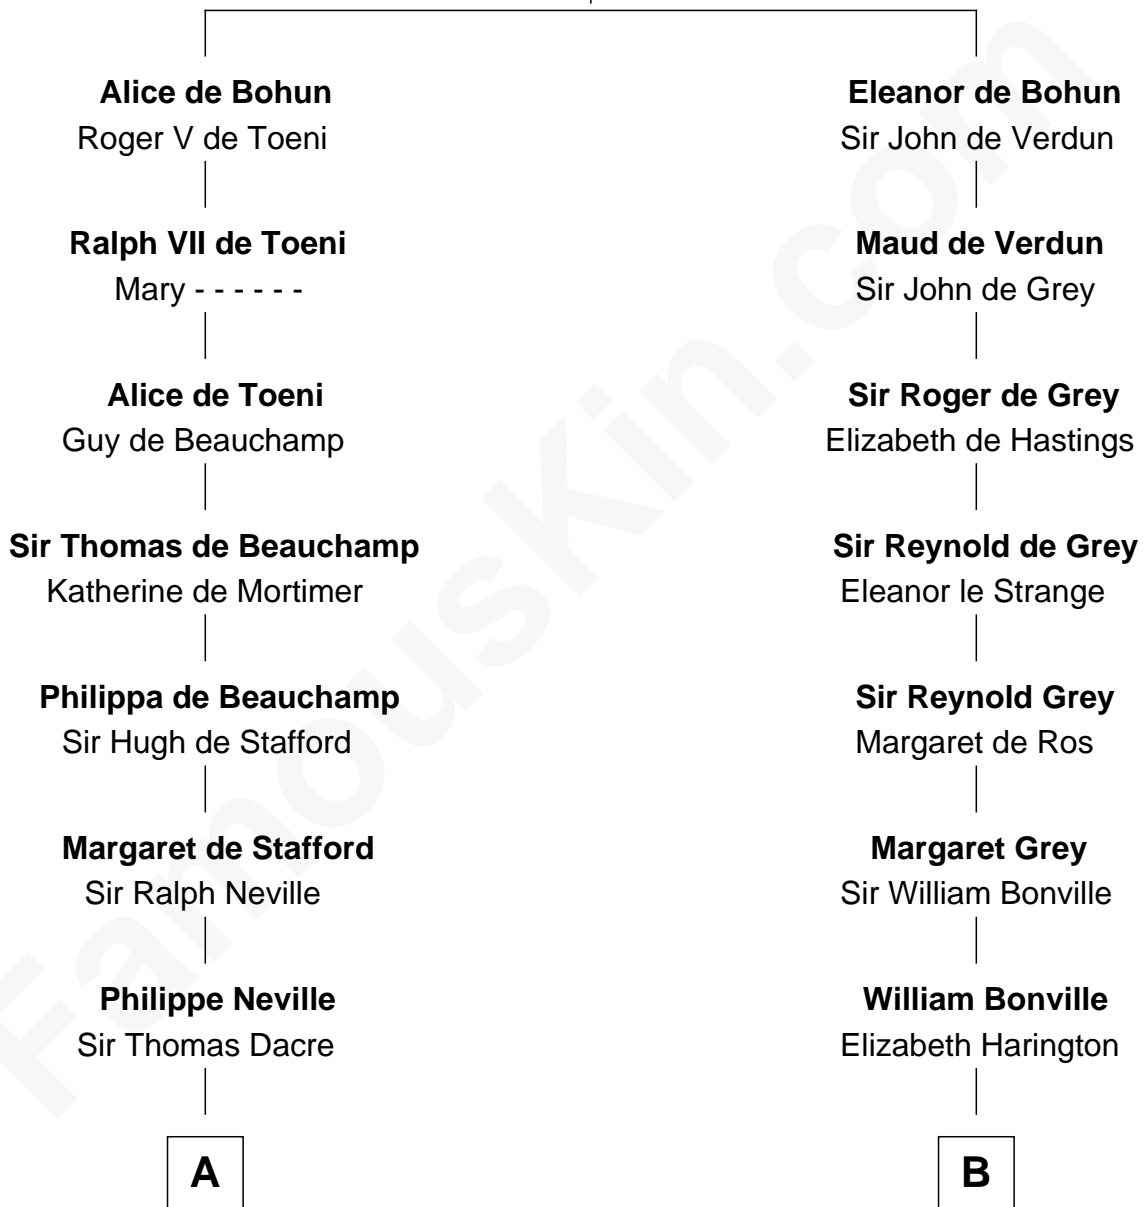 Alice de Bohun
Roger V de Toeni
Eleanor de Bohun
Sir John de Verdun
Ralph VII de Toeni
Mary - - - - - -
Maud de Verdun
Sir John de Grey
Alice de Toeni
Guy de Beauchamp
Sir Roger de Grey
Elizabeth de Hastings
Sir Thomas de Beauchamp
Katherine de Mortimer
Sir Reynold de Grey
Eleanor le Strange
Philippa de Beauchamp
Sir Hugh de Stafford
Sir Reynold Grey
Margaret de Ros
Margaret de Stafford
Sir Ralph Neville
Margaret Grey
Sir William Bonville
Philippe Neville
Sir Thomas Dacre
William Bonville
Elizabeth Harington
A
B
FamousKin.com